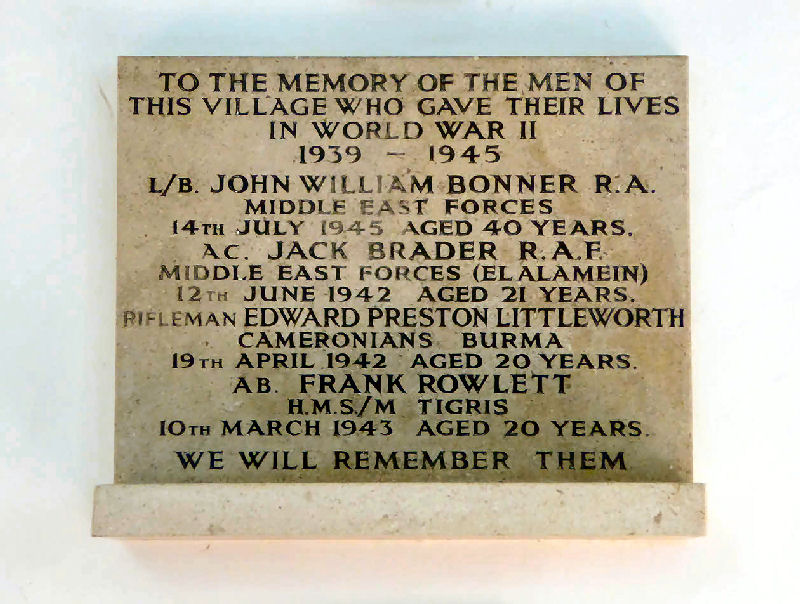 TO THE MEMORY OF THE MEN OF
THIS VILLAGE WHO GAVE THEIR LIVES
IN WORLD WAR II
1939 – 1945
L/B. JOHN WILLIAM BONNER R.A.
MIDDLE EAST FORCES
14TH JULY 1945 AGED 40 YEARS.
AC. JACK BRADER R.A.F.
MIDDLE EAST FORCES (EL ALAMEIN)
12TH JUNE 1942 AGED 21 YEARS.
RIFLEMAN EDWARD PRESTON LITTLEWORTH
CAMERONIANS BURMA
19TH APRIL 1942 AGED 20 YEARS.
AB. FRANK ROWLETT
H.M.S./M TIGRIS
10TH MARCH 1943 AGED 20 YEARS.
WE WILL REMEMBER THEM